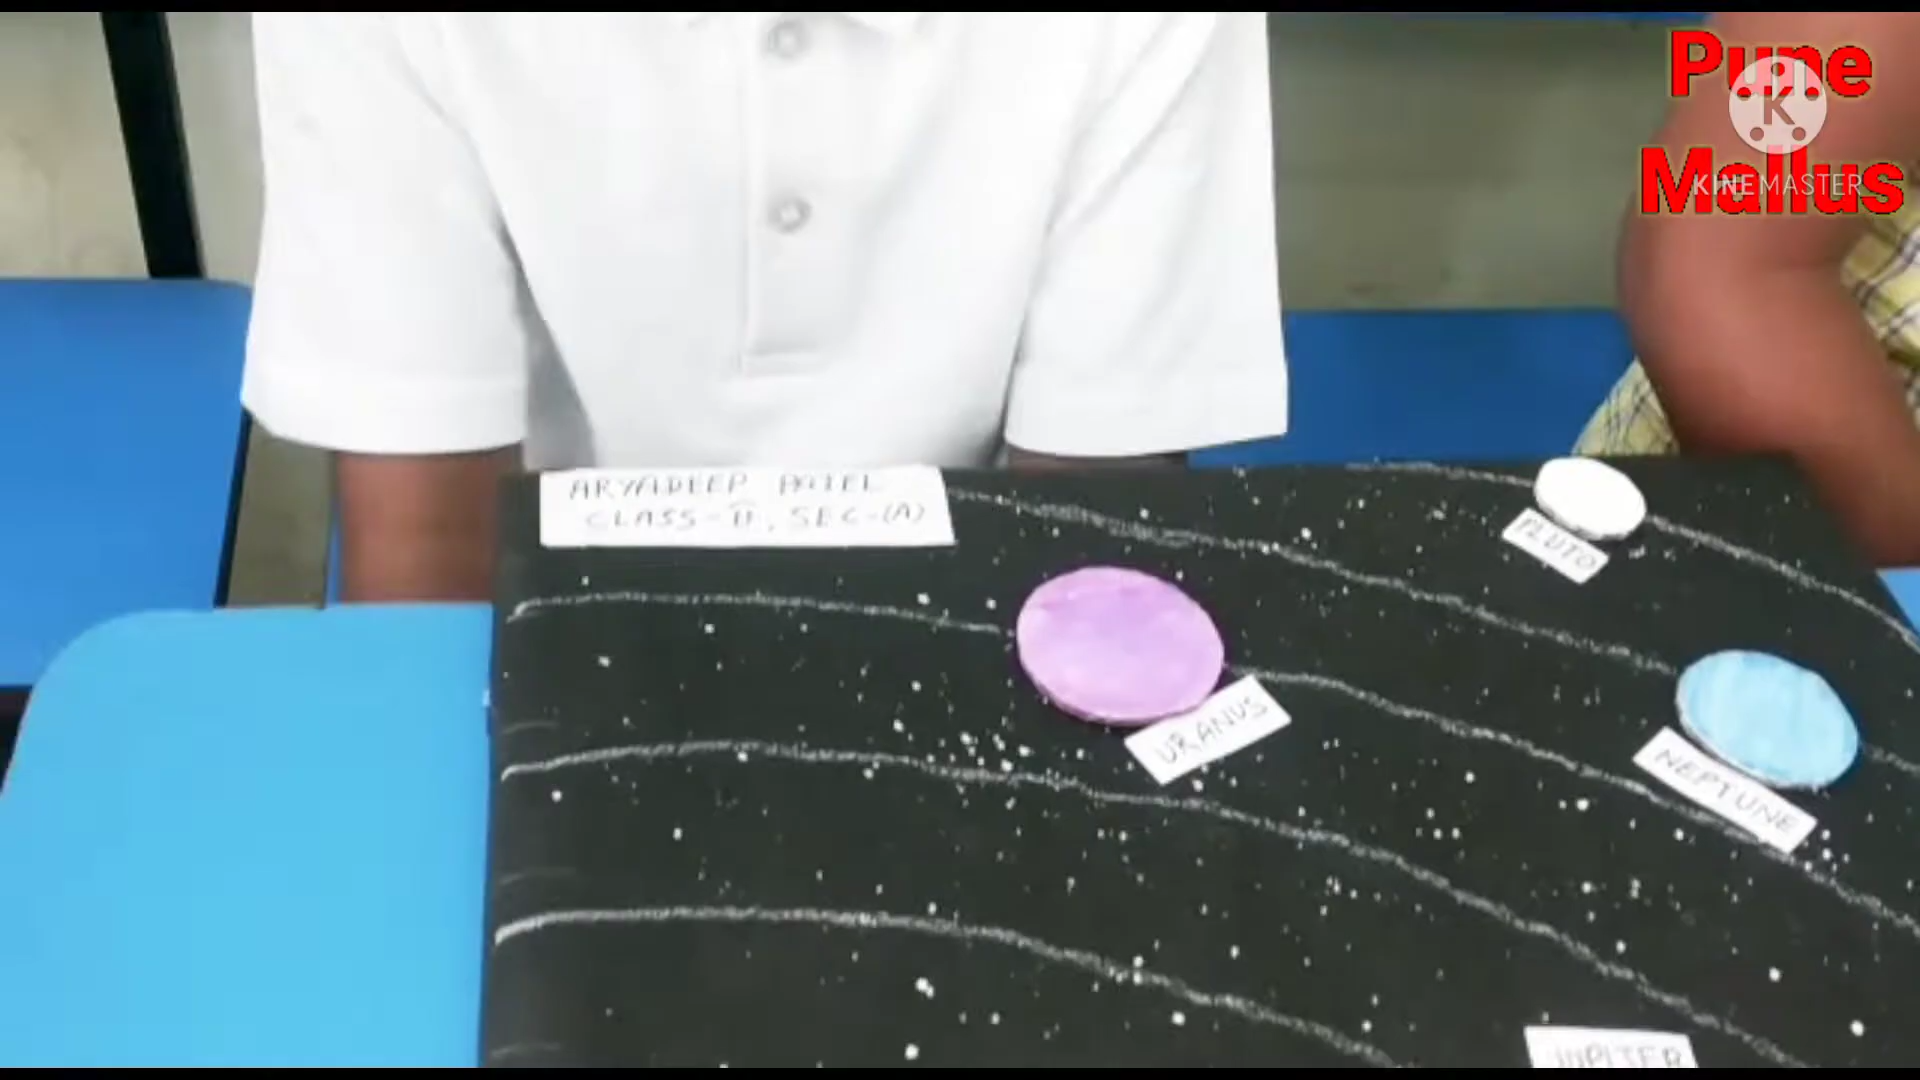 Pune
Mallus
KINEMASTER
ARYADEEP PATEL
CLASS-II, SEC-(A)
PLUTO
URANUS
NEPTUNE
JUPITER